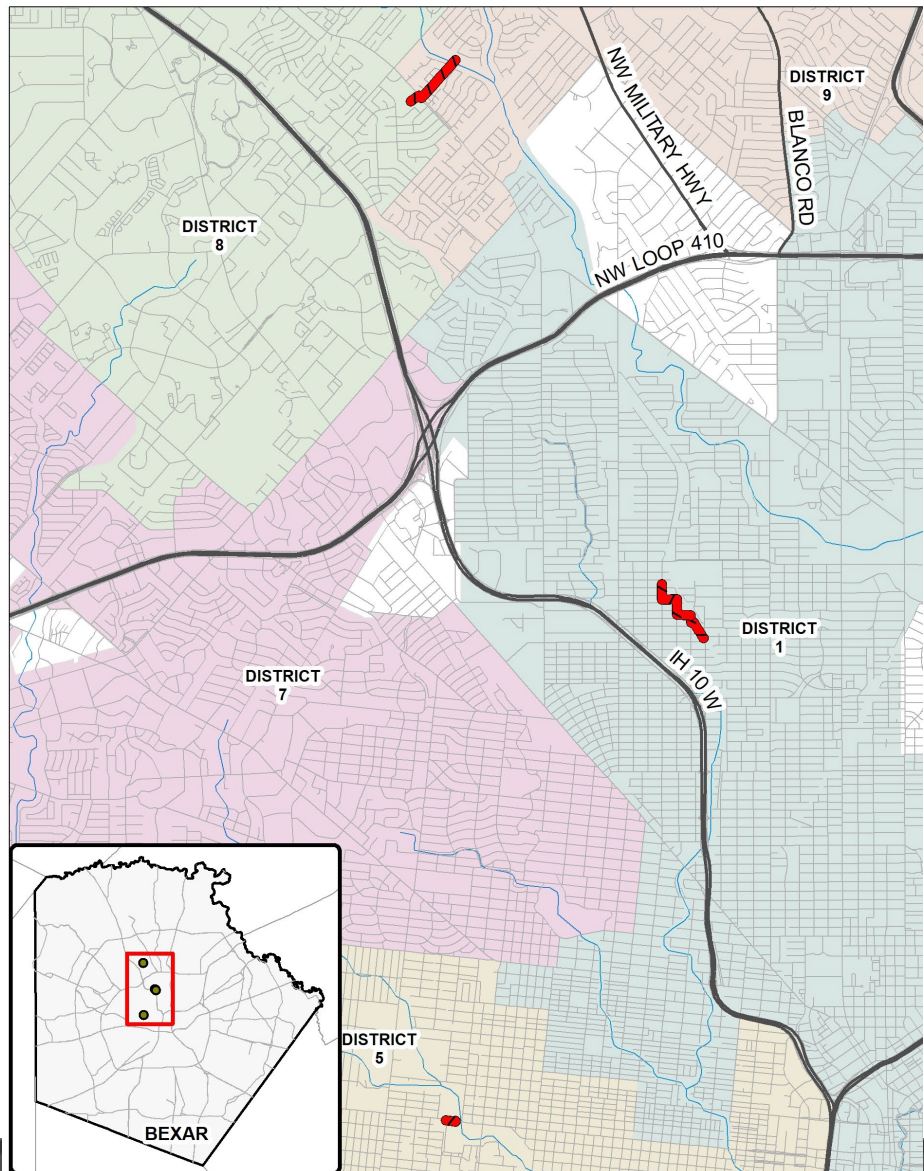 DISTRICT
9
NW MILITARY HWY
BLANCO RD
DISTRICT
8
NW LOOP 410
DISTRICT
1
IH 10 W
DISTRICT
7
DISTRICT
5
BEXAR